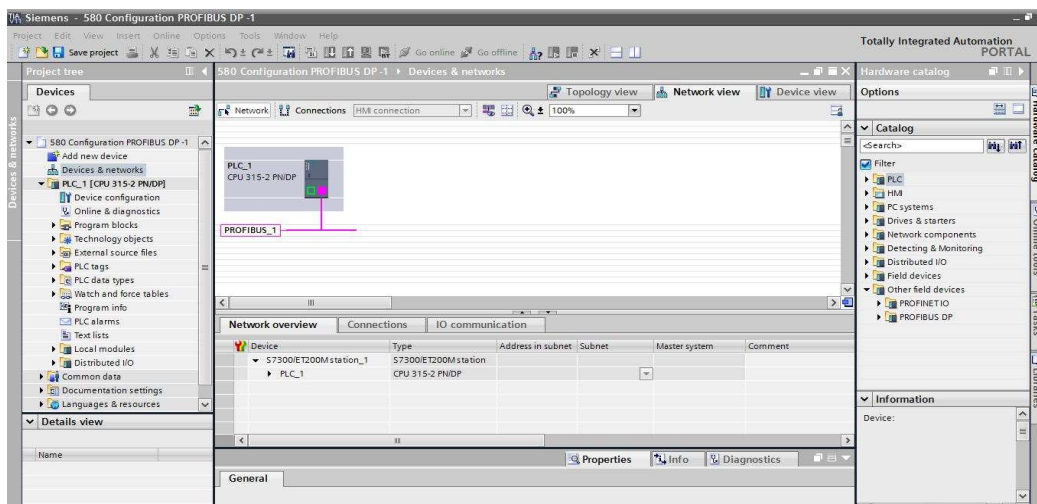 Siemens - 580 Configuration PROFIBUS DP -1
Project Edit View Insert Online Options Tools Window Help
Save project Go online Go offline
Totally Integrated Automation
PORTAL
Project tree
Devices
Devices & networks
580 Configuration PROFIBUS DP -1
Add new device
Devices & networks
PLC_1 [CPU 315-2 PN/DP]
Device configuration
Online & diagnostics
Program blocks
Technology objects
External source files
PLC tags
PLC data types
Watch and force tables
Program info
PLC alarms
Text lists
Local modules
Distributed I/O
Common data
Documentation settings
Languages & resources
Details view
Name
580 Configuration PROFIBUS DP -1 Devices & networks
Topology view Network view Device view
Network Connections HMI connection 100%
PLC_1
CPU 315-2 PN/DP
PROFIBUS_1
Network overview Connections IO communication
Device Type Address in subnet Subnet Master system Comment
S7300/ET200M station_1 S7300/ET200M station
PLC_1 CPU 315-2 PN/DP
Properties Info Diagnostics
General
Hardware catalog
Options
Catalog
<Search>
Filter
PLC
HMI
PC systems
Drives & starters
Network components
Detecting & Monitoring
Distributed I/O
Field devices
Other field devices
PROFINET IO
PROFIBUS DP
Information
Device:
Hardware catalog
Online tools
Tasks
Libraries